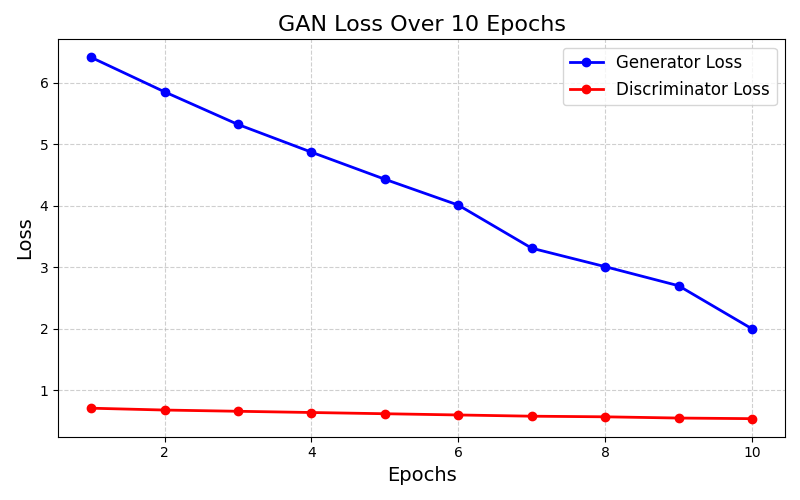 GAN Loss Over 10 Epochs
Generator Loss
Discriminator Loss
6
5
4
3
2
1
Loss
2 4 6 8 10
Epochs